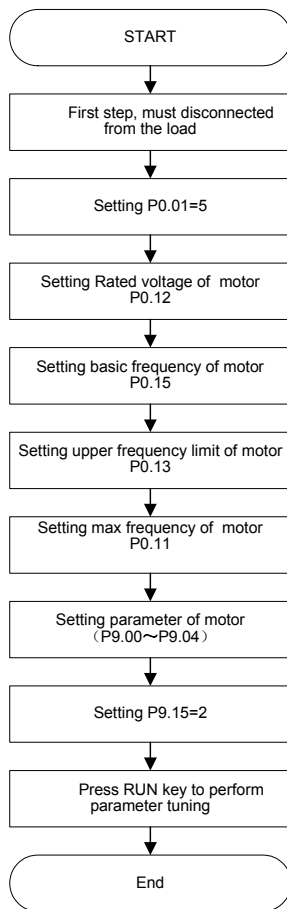 START
First step, must disconnected
from the load
Setting P0.01=5
Setting Rated voltage of motor
P0.12
Setting basic frequency of motor
P0.15
Setting upper frequency limit of motor
P0.13
Setting max frequency of motor
P0.11
Setting parameter of motor
（P9.00～P9.04）
Setting P9.15=2
Press RUN key to perform
parameter tuning
End